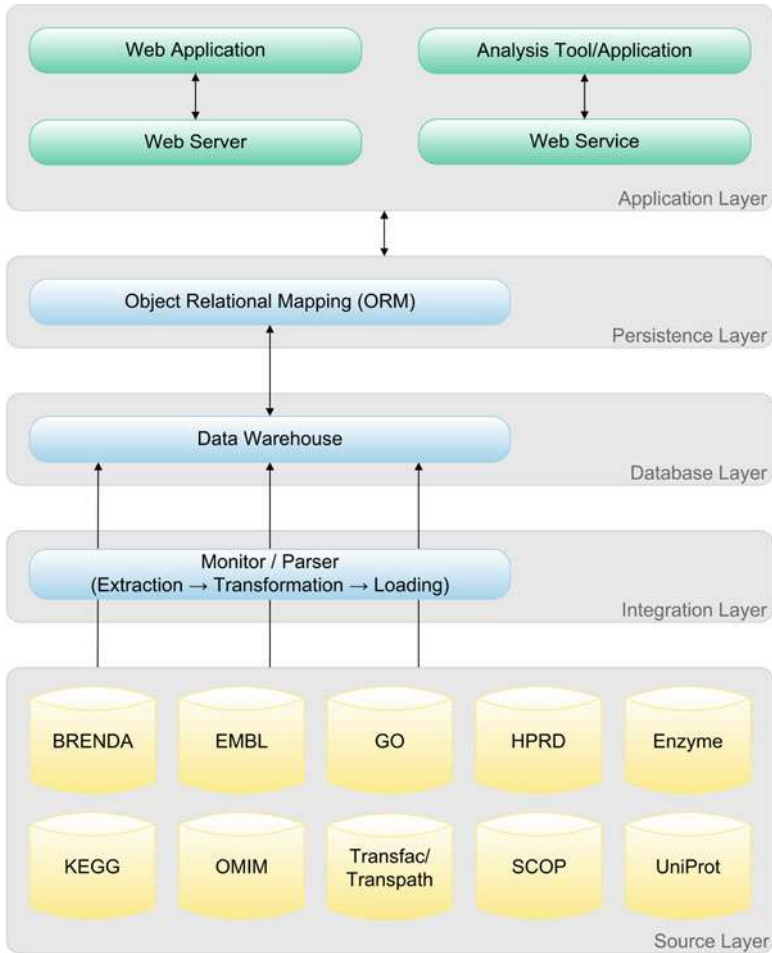 Web Application
Analysis Tool/Application
Web Server
Web Service
Application Layer
Object Relational Mapping (ORM)
Persistence Layer
Data Warehouse
Database Layer
Monitor / Parser
(Extraction → Transformation → Loading)
Integration Layer
BRENDA
EMBL
GO
HPRD
Enzyme
KEGG
OMIM
Transfac/
Transpath
SCOP
UniProt
Source Layer